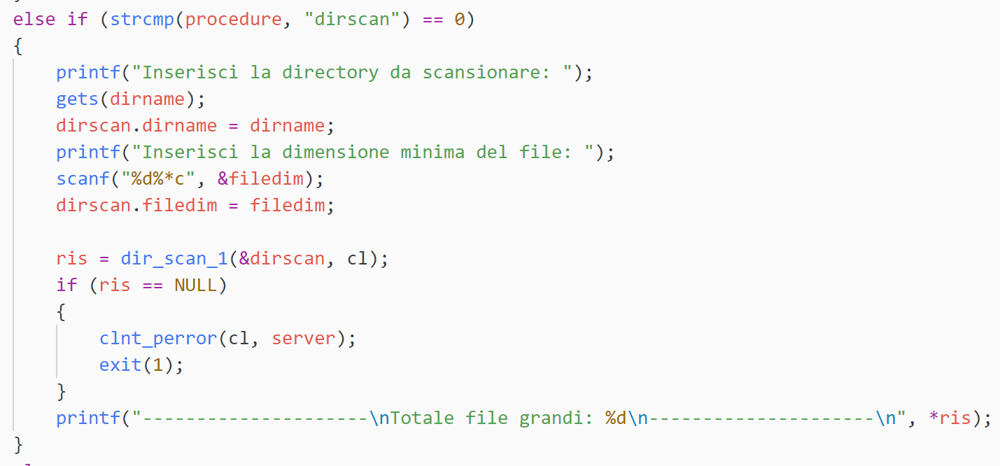 else if (strcmp(procedure, "dirscan") == 0)
{
    printf("Inserisci la directory da scansionare: ");
    gets(dirname);
    dirscan.dirname = dirname;
    printf("Inserisci la dimensione minima del file: ");
    scanf("%d%*c", &filedim);
    dirscan.filedim = filedim;

    ris = dir_scan_1(&dirscan, cl);
    if (ris == NULL)
    {
        clnt_perror(cl, server);
        exit(1);
    }
    printf("---------------------\nTotale file grandi: %d\n---------------------\n", *ris);
}